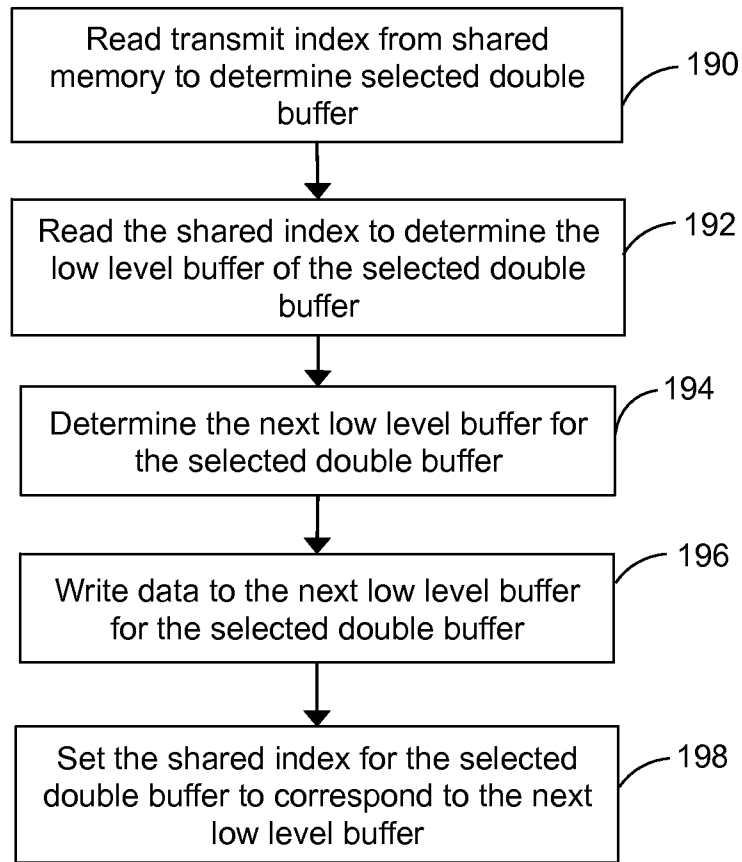 Read transmit index from shared
memory to determine selected double
buffer
190
Read the shared index to determine the
low level buffer of the selected double
buffer
192
Determine the next low level buffer for
the selected double buffer
194
Write data to the next low level buffer
for the selected double buffer
196
Set the shared index for the selected
double buffer to correspond to the next
low level buffer
198